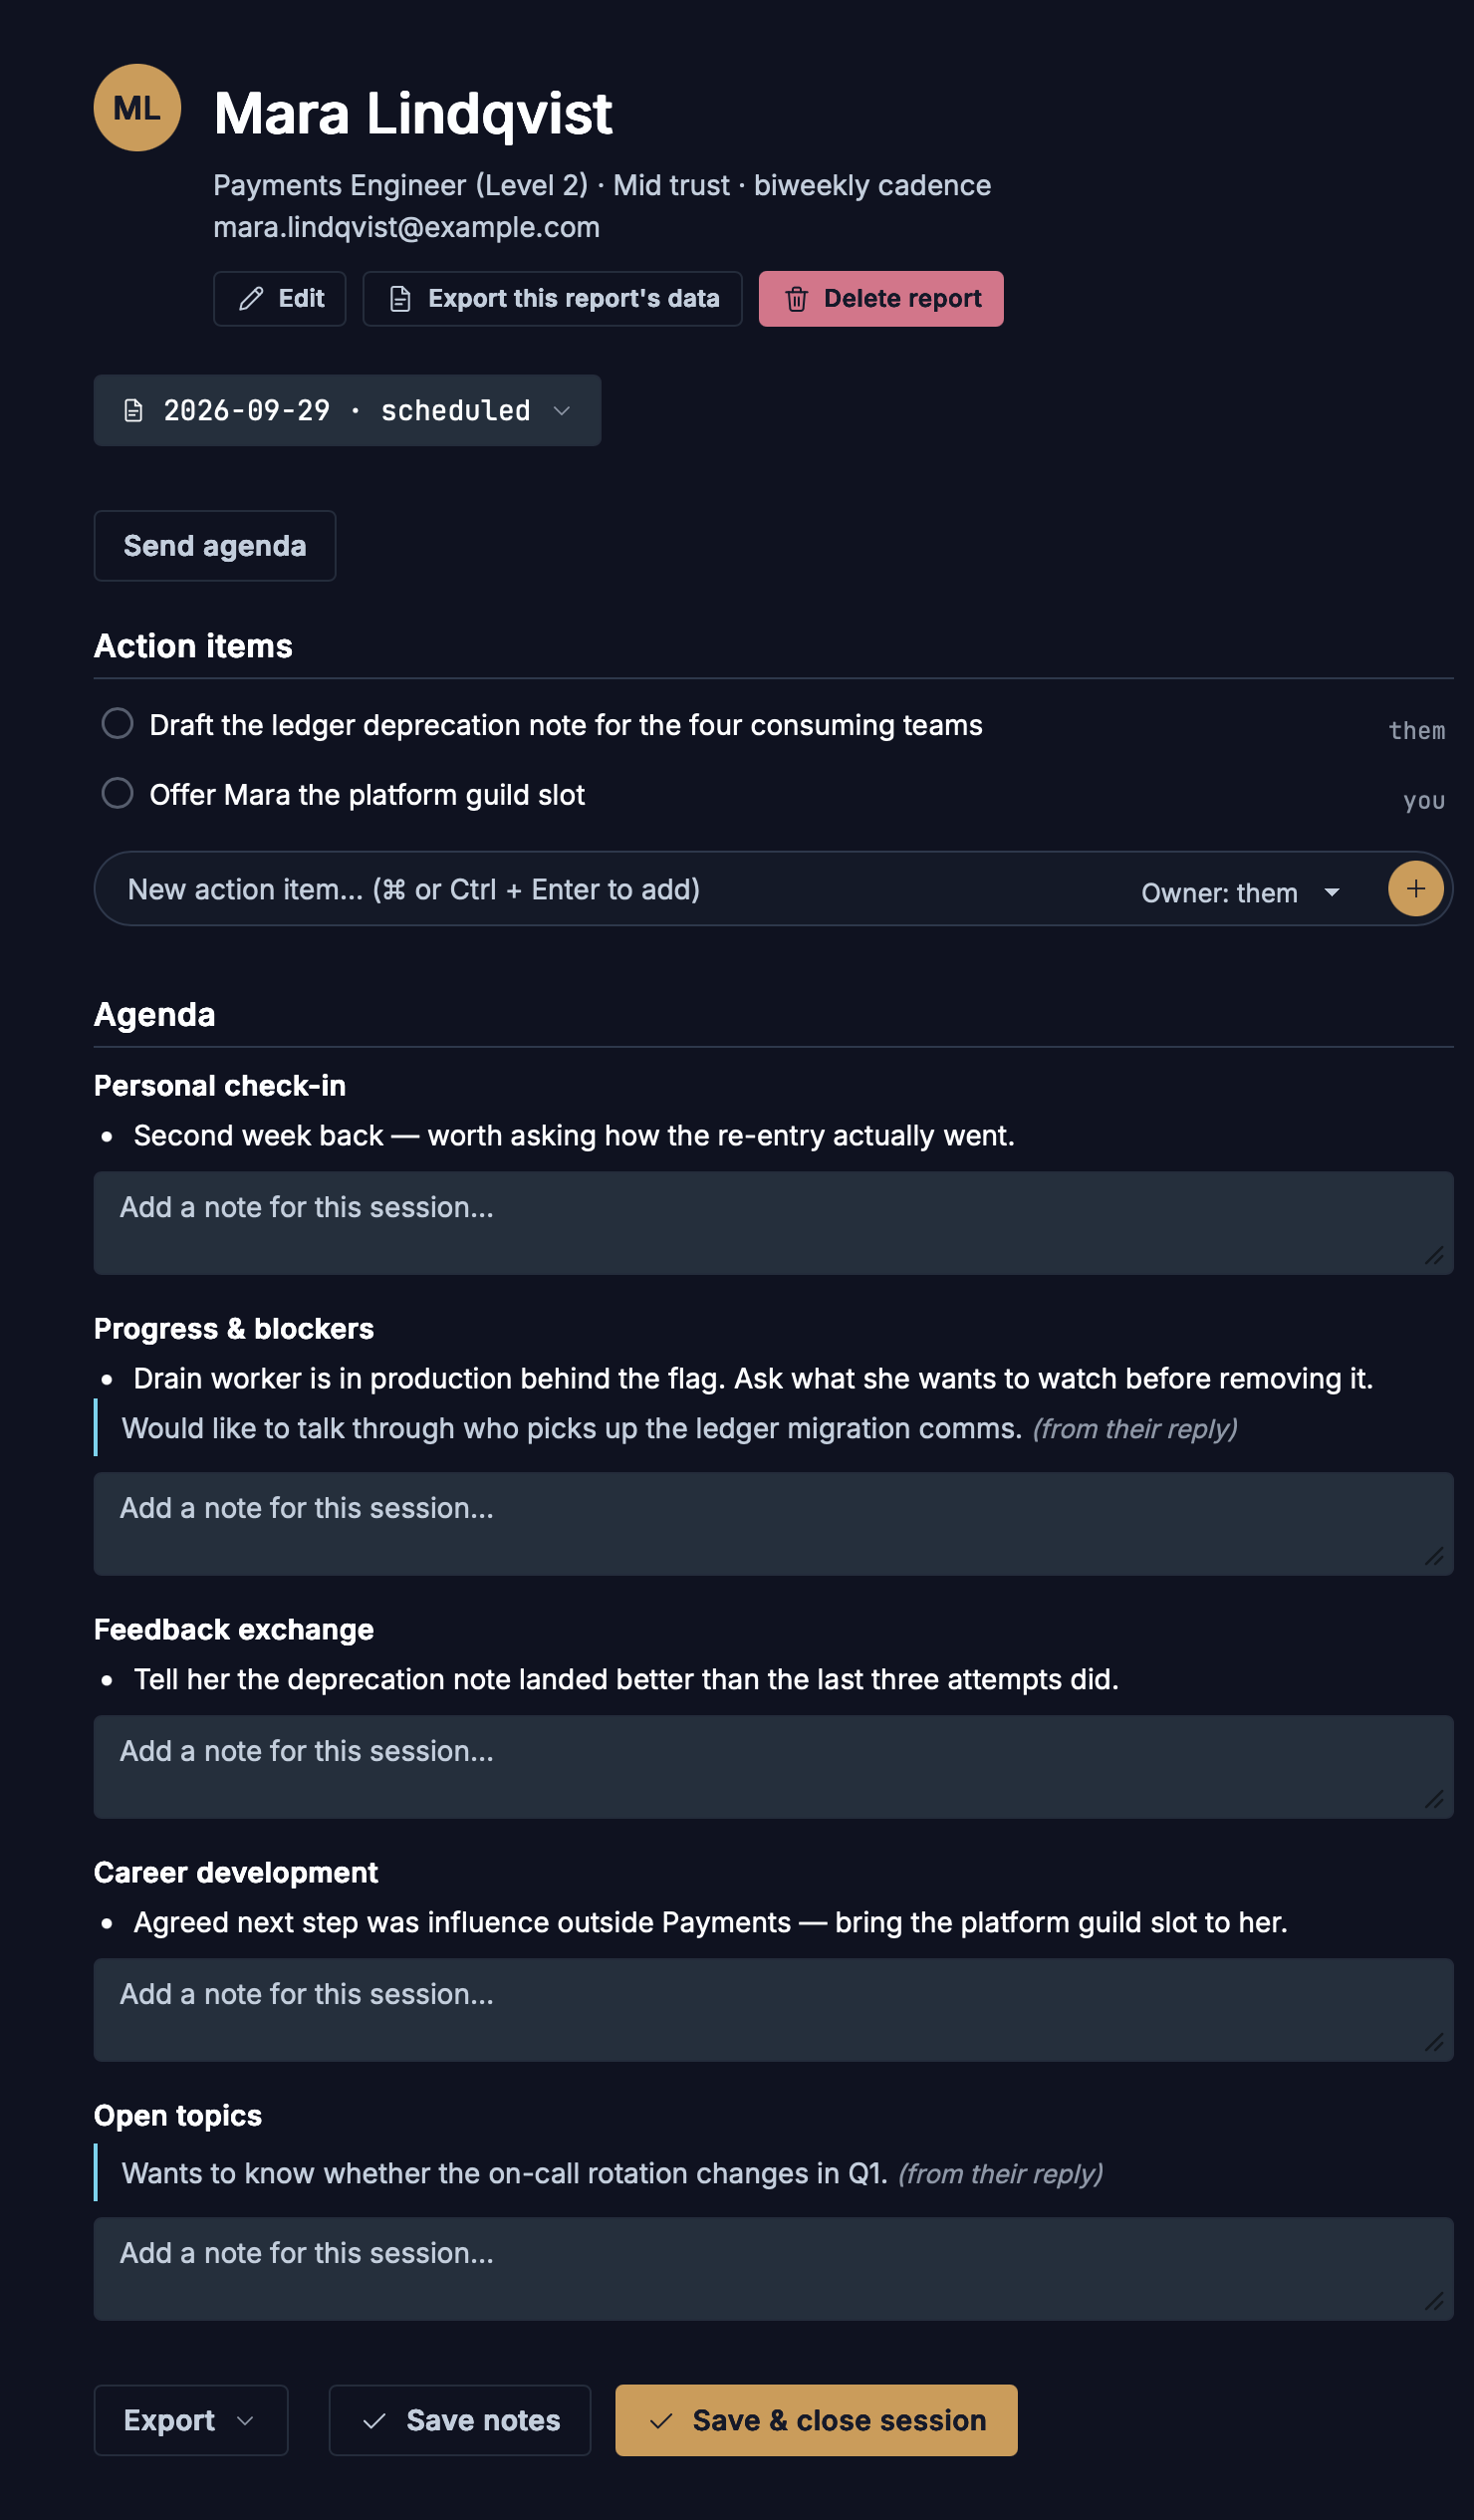 ML
Mara Lindqvist
Payments Engineer (Level 2) · Mid trust · biweekly cadence
mara.lindqvist@example.com
Edit
Export this report's data
Delete report
2026-09-29 · scheduled
Send agenda
Action items
Draft the ledger deprecation note for the four consuming teams
them
Offer Mara the platform guild slot
you
New action item... (⌘ or Ctrl + Enter to add)
Owner: them
Agenda
Personal check-in
• Second week back — worth asking how the re-entry actually went.
Add a note for this session...
Progress & blockers
• Drain worker is in production behind the flag. Ask what she wants to watch before removing it.
Would like to talk through who picks up the ledger migration comms. (from their reply)
Add a note for this session...
Feedback exchange
• Tell her the deprecation note landed better than the last three attempts did.
Add a note for this session...
Career development
• Agreed next step was influence outside Payments — bring the platform guild slot to her.
Add a note for this session...
Open topics
Wants to know whether the on-call rotation changes in Q1. (from their reply)
Add a note for this session...
Export
Save notes
Save & close session